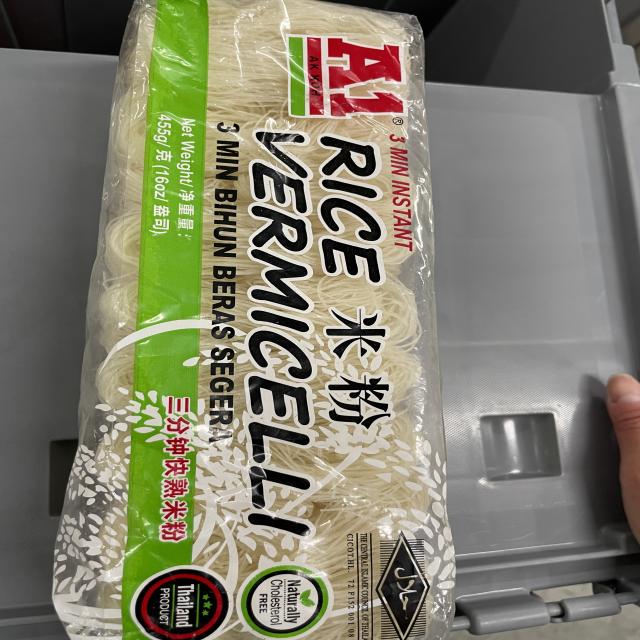 A1
AK KOH
®
3 MIN INSTANT
RICE 米粉
VERMICELLI
3 MIN BIHUN BERAS SEGERA
Net Weight/净重量:
455g/克 (16oz/盎司)
三分钟快熟米粉
Thailand
PRODUCT
Naturally
Cholesterol
FREE